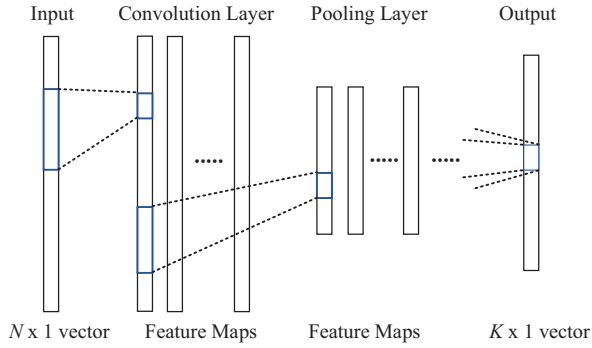 Input
Convolution Layer
Pooling Layer
Output
N x 1 vector
Feature Maps
Feature Maps
K x 1 vector